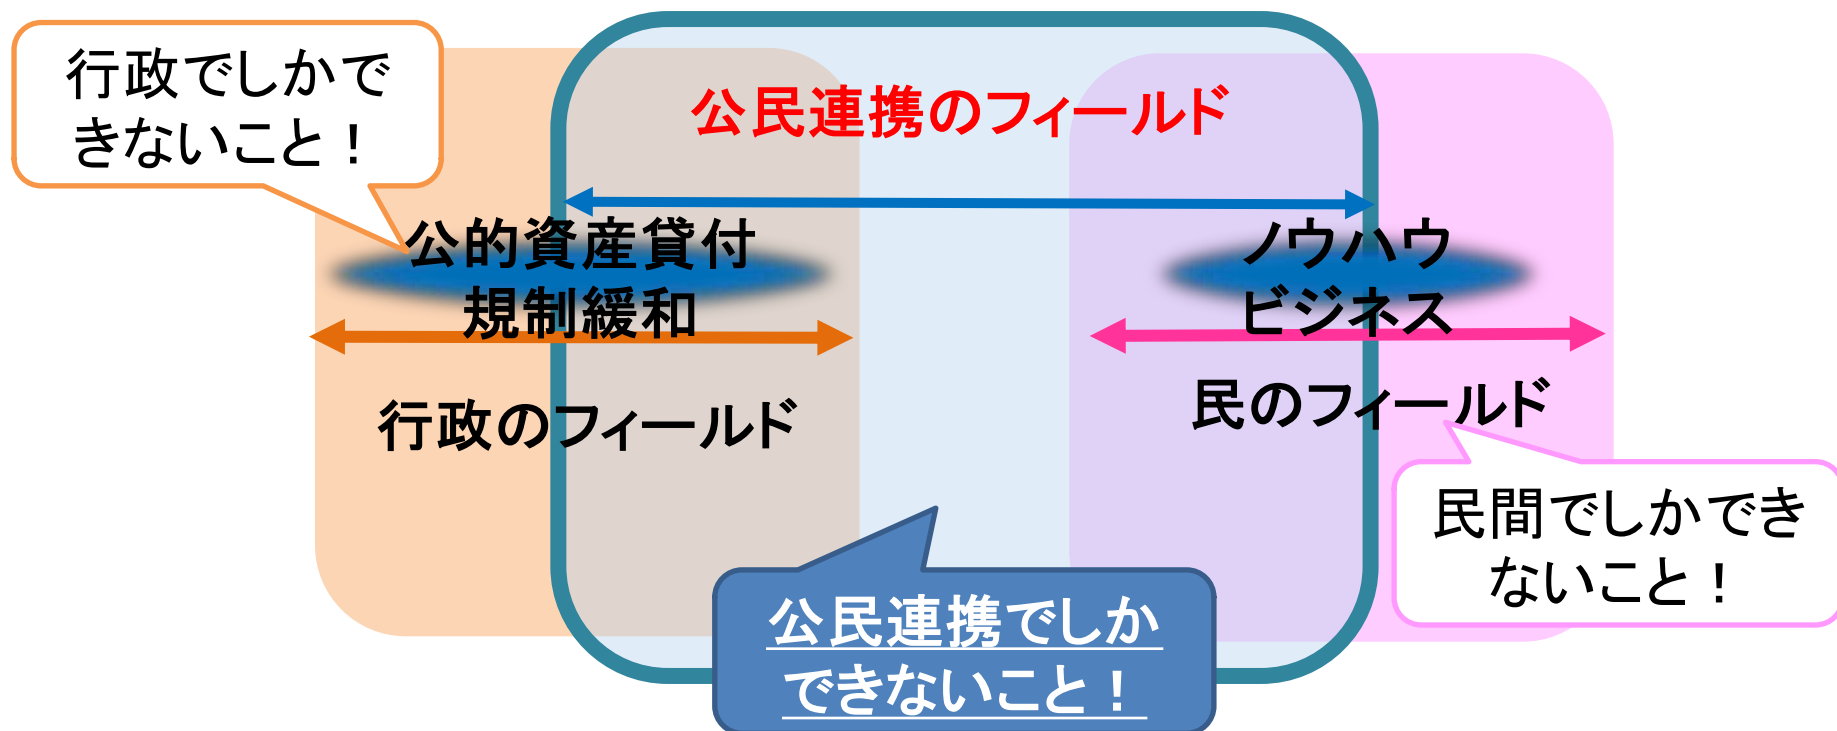 行政でしかで
きないこと！
公民連携のフィールド
公的資産貸付
規制緩和
ノウハウ
ビジネス
行政のフィールド
民のフィールド
民間でしかでき
ないこと！
公民連携でしか
できないこと！